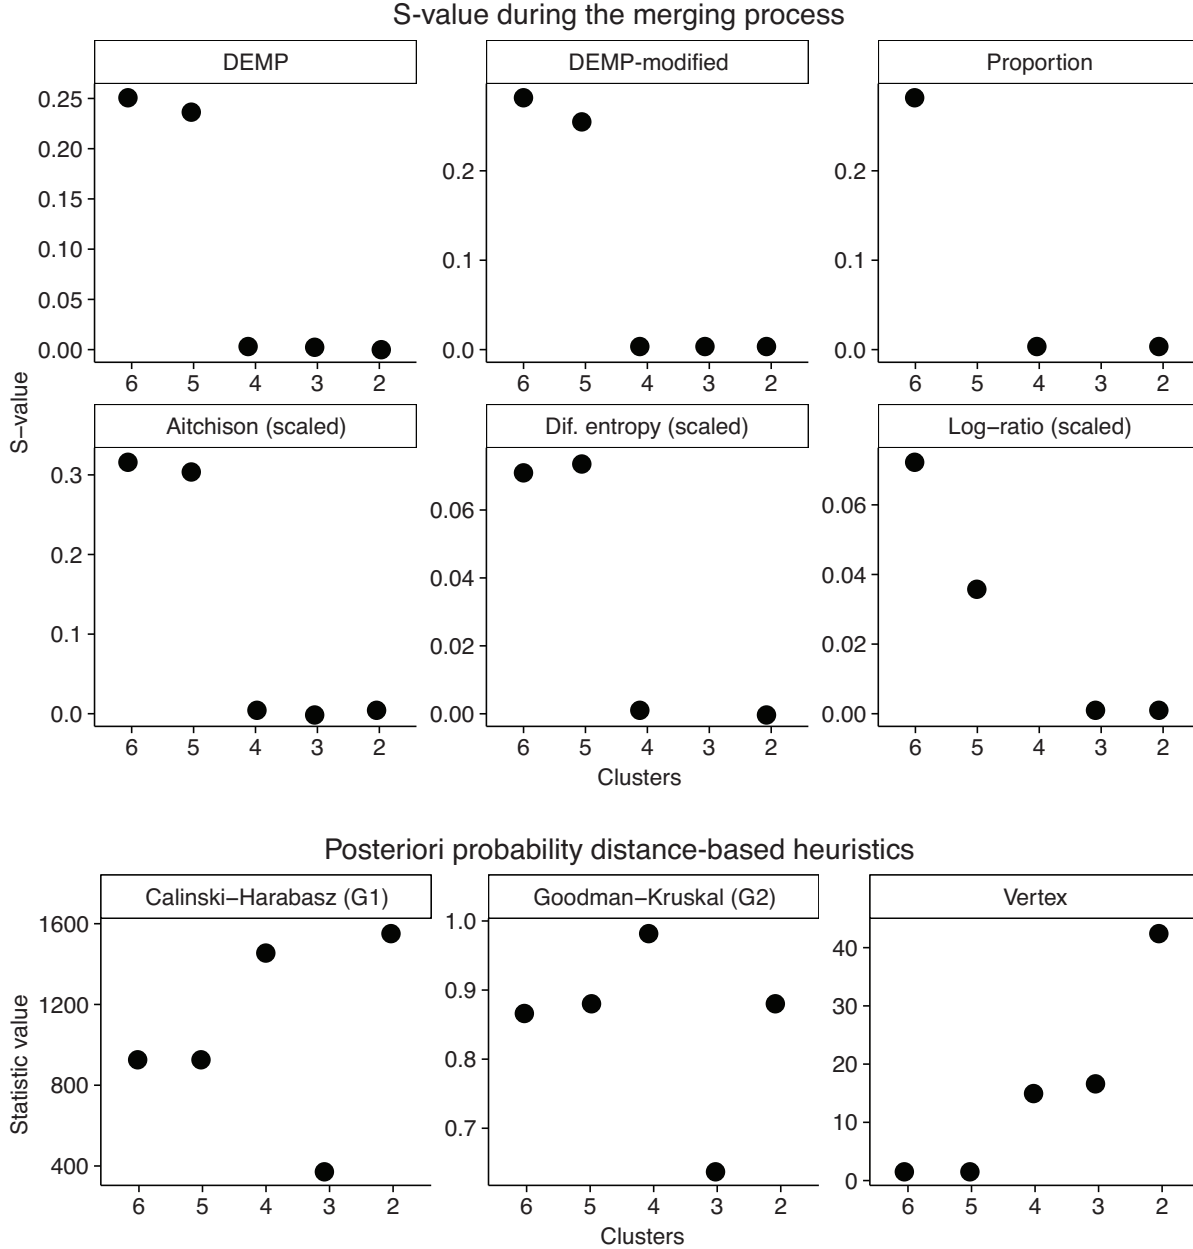 S-value during the merging process
DEMP
DEMP-modified
Proportion
0.25
0.20
0.15
0.10
0.05
0.00
0.2
0.1
0.0
0.2
0.1
0.0
6 5 4 3 2
6 5 4 3 2
6 5 4 3 2
S−value
Aitchison (scaled)
Dif. entropy (scaled)
Log−ratio (scaled)
0.3
0.2
0.1
0.0
0.06
0.04
0.02
0.00
0.06
0.04
0.02
0.00
6 5 4 3 2
6 5 4 3 2
6 5 4 3 2
Clusters
Posteriori probability distance-based heuristics
Calinski−Harabasz (G1)
Goodman−Kruskal (G2)
Vertex
Statistic value
1600
1200
800
400
1.0
0.9
0.8
0.7
40
30
20
10
0
6 5 4 3 2
6 5 4 3 2
6 5 4 3 2
Clusters